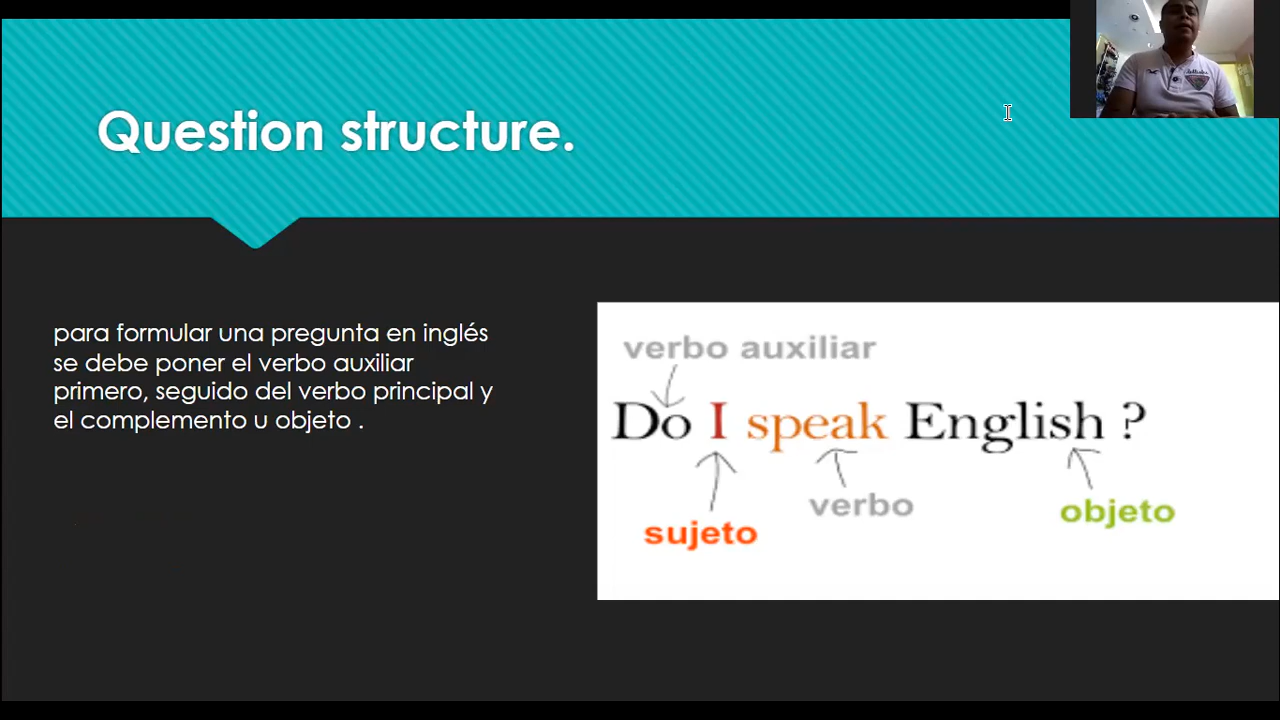 Question structure.
para formular una pregunta en inglés
se debe poner el verbo auxiliar
primero, seguido del verbo principal y
el complemento u objeto .
verbo auxiliar
Do I speak English ?
verbo
objeto
sujeto